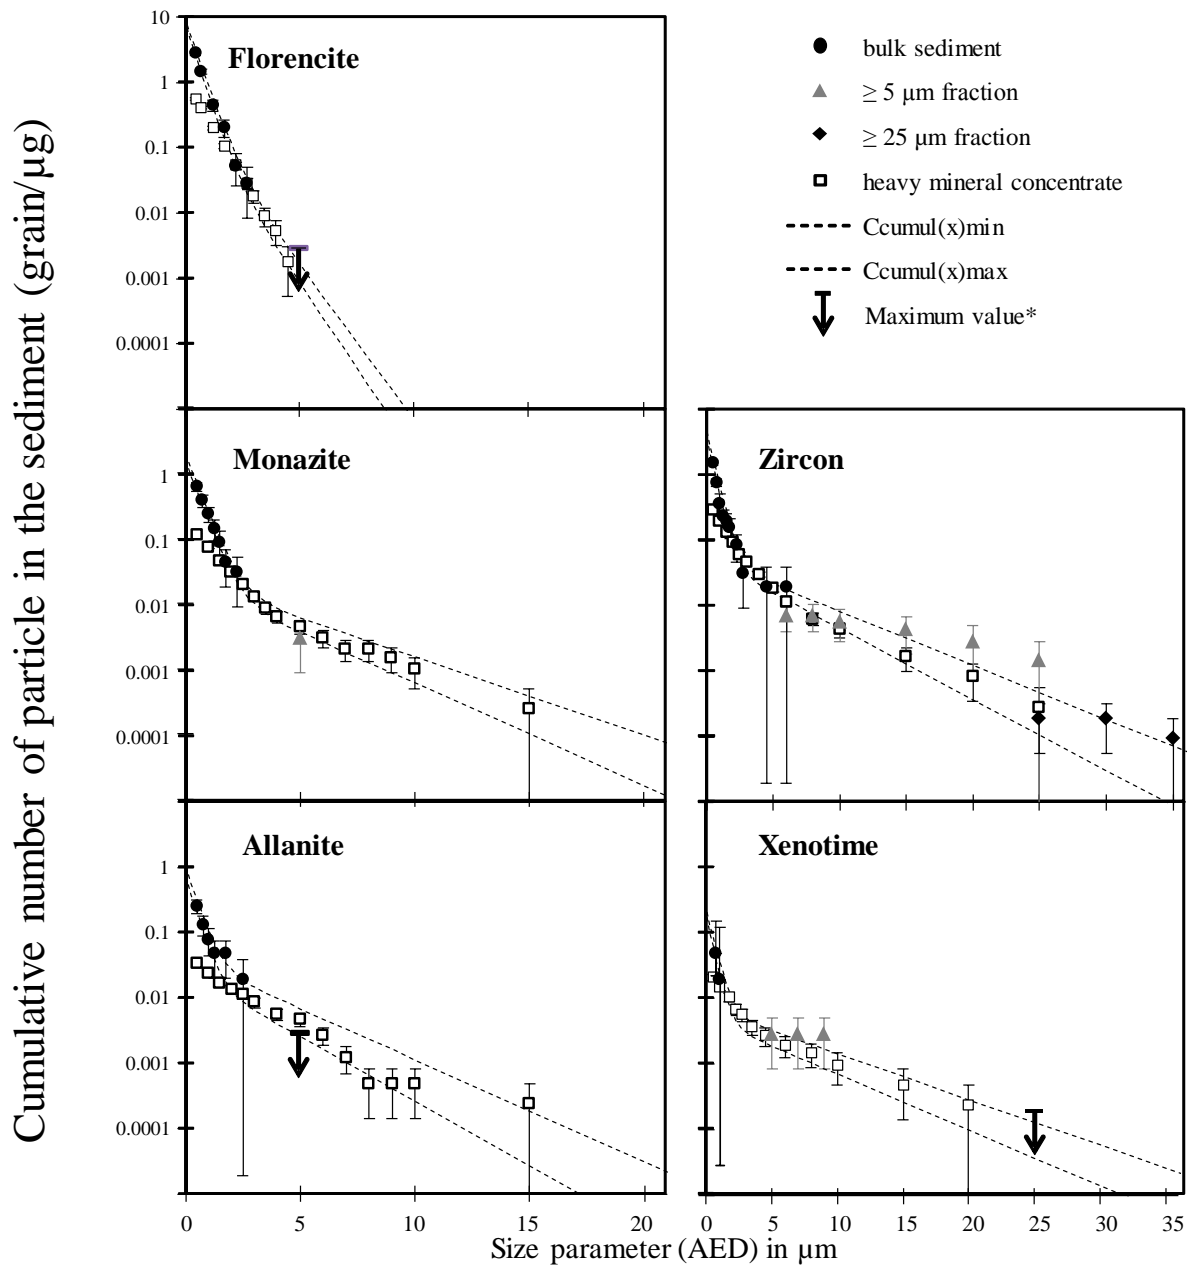 Cumulative number of particle in the sediment (grain/µg)
10
1
0.1
0.01
0.001
0.0001
Florencite
bulk sediment
≥ 5 µm fraction
≥ 25 µm fraction
heavy mineral concentrate
Ccumul(x)min
Ccumul(x)max
Maximum value*
1
0.1
0.01
0.001
0.0001
Monazite
Zircon
1
0.1
0.01
0.001
0.0001
Allanite
Xenotime
0 5 10 15 20
0 5 10 15 20 25 30 35
Size parameter (AED) in µm